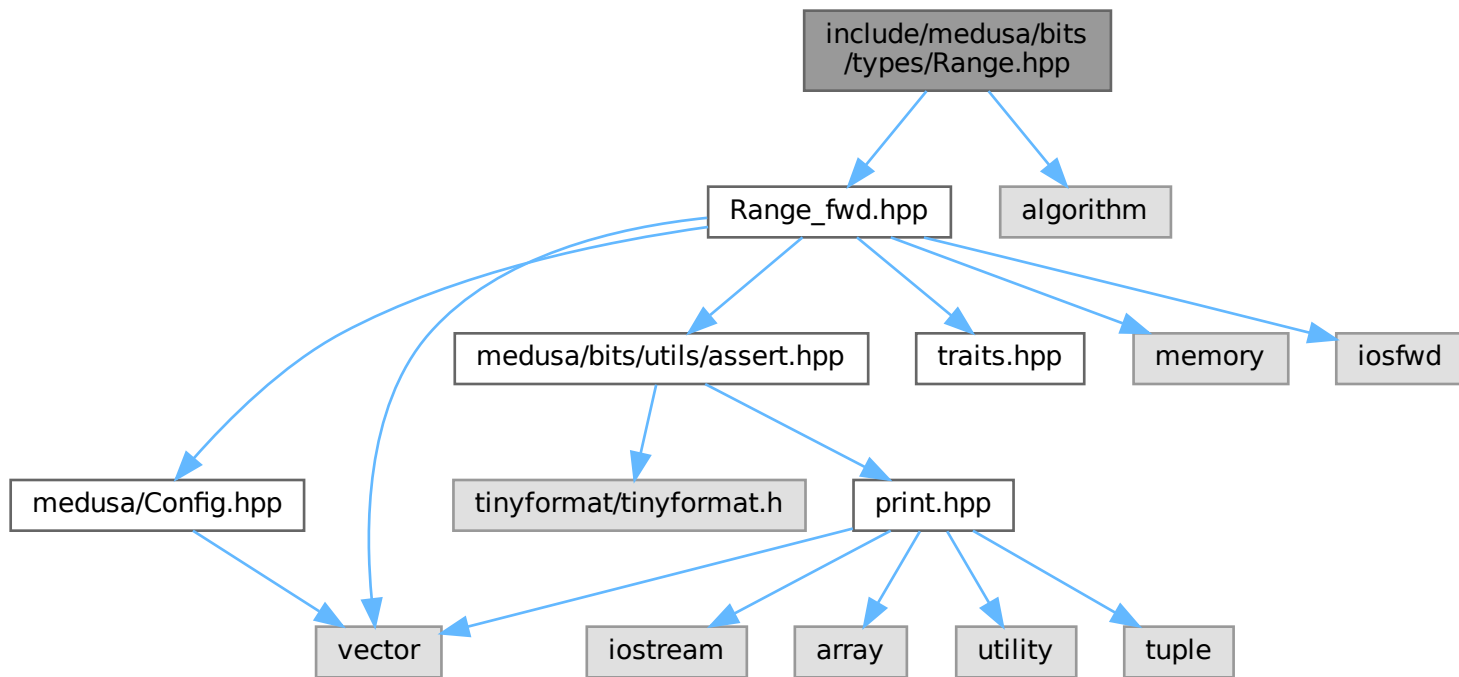 include/medusa/bits
/types/Range.hpp
Range_fwd.hpp
algorithm
medusa/bits/utils/assert.hpp
traits.hpp
memory
iosfwd
medusa/Config.hpp
tinyformat/tinyformat.h
print.hpp
vector
iostream
array
utility
tuple